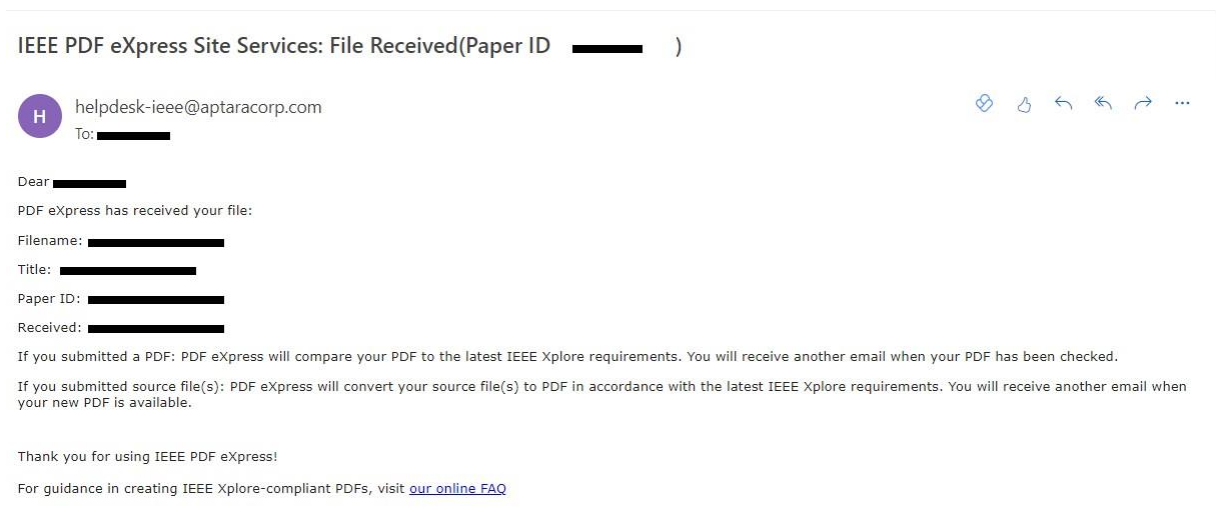 IEEE PDF eXpress Site Services: File Received(Paper ID )
H
helpdesk-ieee@aptaracorp.com
To:
Dear
PDF eXpress has received your file:
Filename:
Title:
Paper ID:
Received:
If you submitted a PDF: PDF eXpress will compare your PDF to the latest IEEE Xplore requirements. You will receive another email when your PDF has been checked.
If you submitted source file(s): PDF eXpress will convert your source file(s) to PDF in accordance with the latest IEEE Xplore requirements. You will receive another email when
your new PDF is available.
Thank you for using IEEE PDF eXpress!
For guidance in creating IEEE Xplore-compliant PDFs, visit our online FAQ